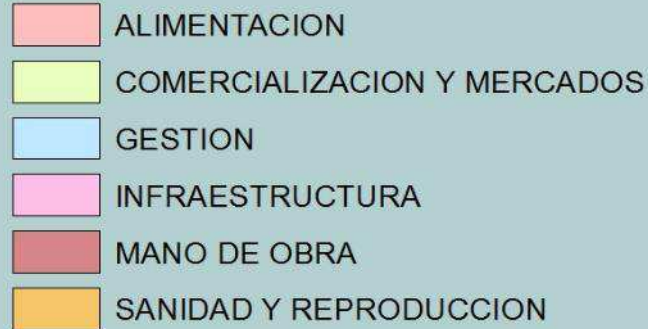 ALIMENTACION
COMERCIALIZACION Y MERCADOS
GESTION
INFRAESTRUCTURA
MANO DE OBRA
SANIDAD Y REPRODUCCION